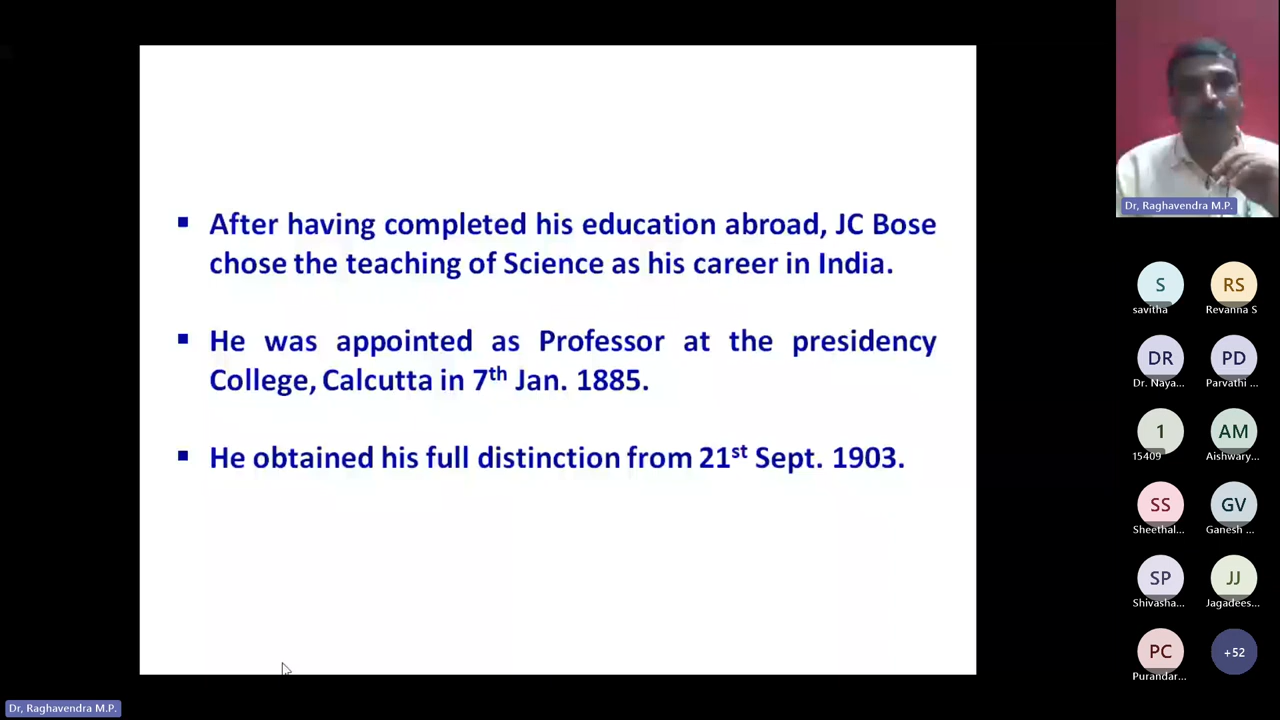 ▪ After having completed his education abroad, JC Bose
chose the teaching of Science as his career in India.
▪ He was appointed as Professor at the presidency
College, Calcutta in 7th Jan. 1885.
▪ He obtained his full distinction from 21st Sept. 1903.
Dr, Raghavendra M.P.
S RS
savitha Revanna S
DR PD
Dr. Naya... Parvathi ...
1 AM
15409 Aishwary...
SS GV
Sheethal... Ganesh ...
SP JJ
Shivasha... Jagadees...
PC +52
Purandar...
Dr, Raghavendra M.P.